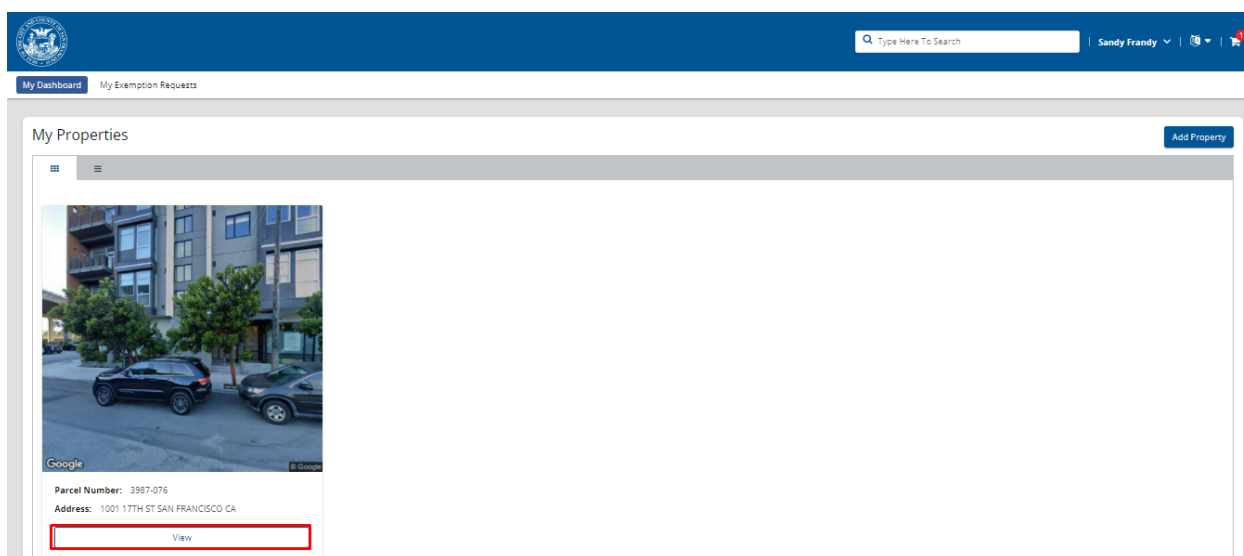 Type Here To Search
| Sandy Frandy | |
1
My Dashboard My Exemption Requests
My Properties
Add Property
Google
© Google
Parcel Number: 3987-076
Address: 1001 17TH ST SAN FRANCISCO CA
View